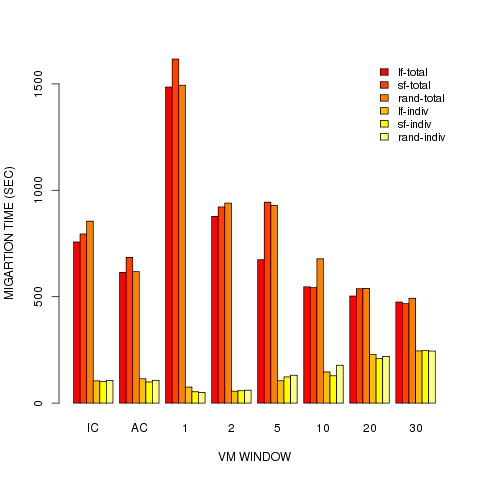 lf-total
sf-total
rand-total
lf-indiv
sf-indiv
rand-indiv
MIGARTION TIME (SEC)
1500
1000
500
0
IC AC 1 2 5 10 20 30
VM WINDOW